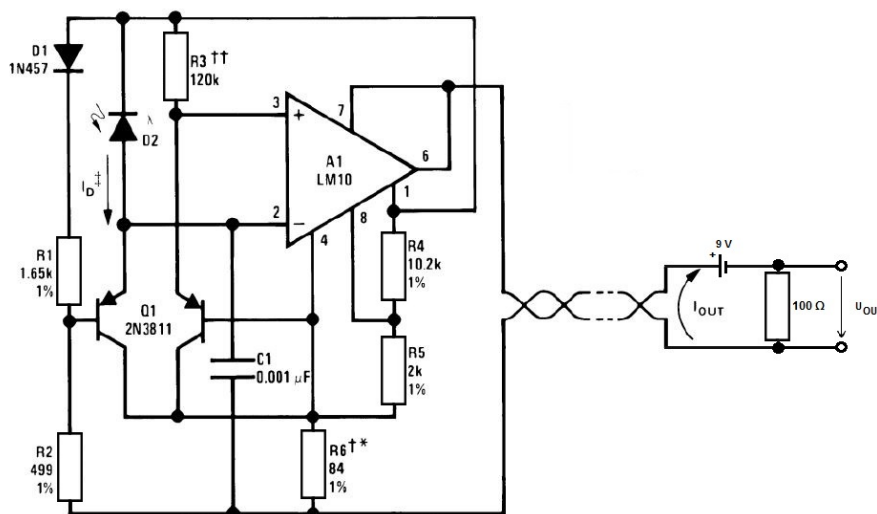 D1
1N457
R3††
120k
λ
D2
I_D‡‡
3
+
7
A1
LM10
6
1
2
−
4
8
R1
1.65k
1%
R4
10.2k
1%
Q1
2N3811
C1
0.001 μF
R5
2k
1%
R2
499
1%
R6†*
84
1%
9 V
+
I_OUT
100 Ω
U_OU